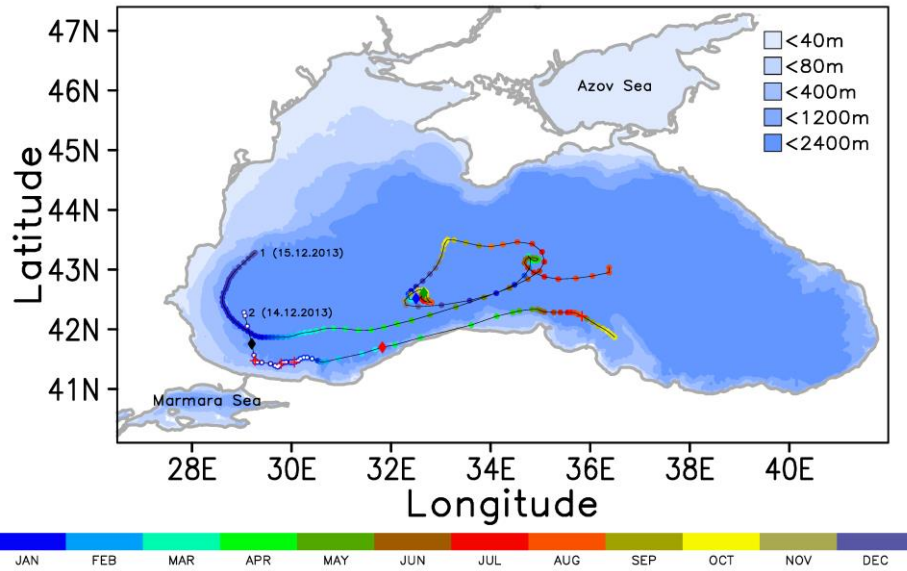 47N
46N
45N
44N
43N
42N
41N
Latitude
<40m
<80m
<400m
<1200m
<2400m
Azov Sea
1 (15.12.2013)
2 (14.12.2013)
Marmara Sea
28E 30E 32E 34E 36E 38E 40E
Longitude
JAN FEB MAR APR MAY JUN JUL AUG SEP OCT NOV DEC